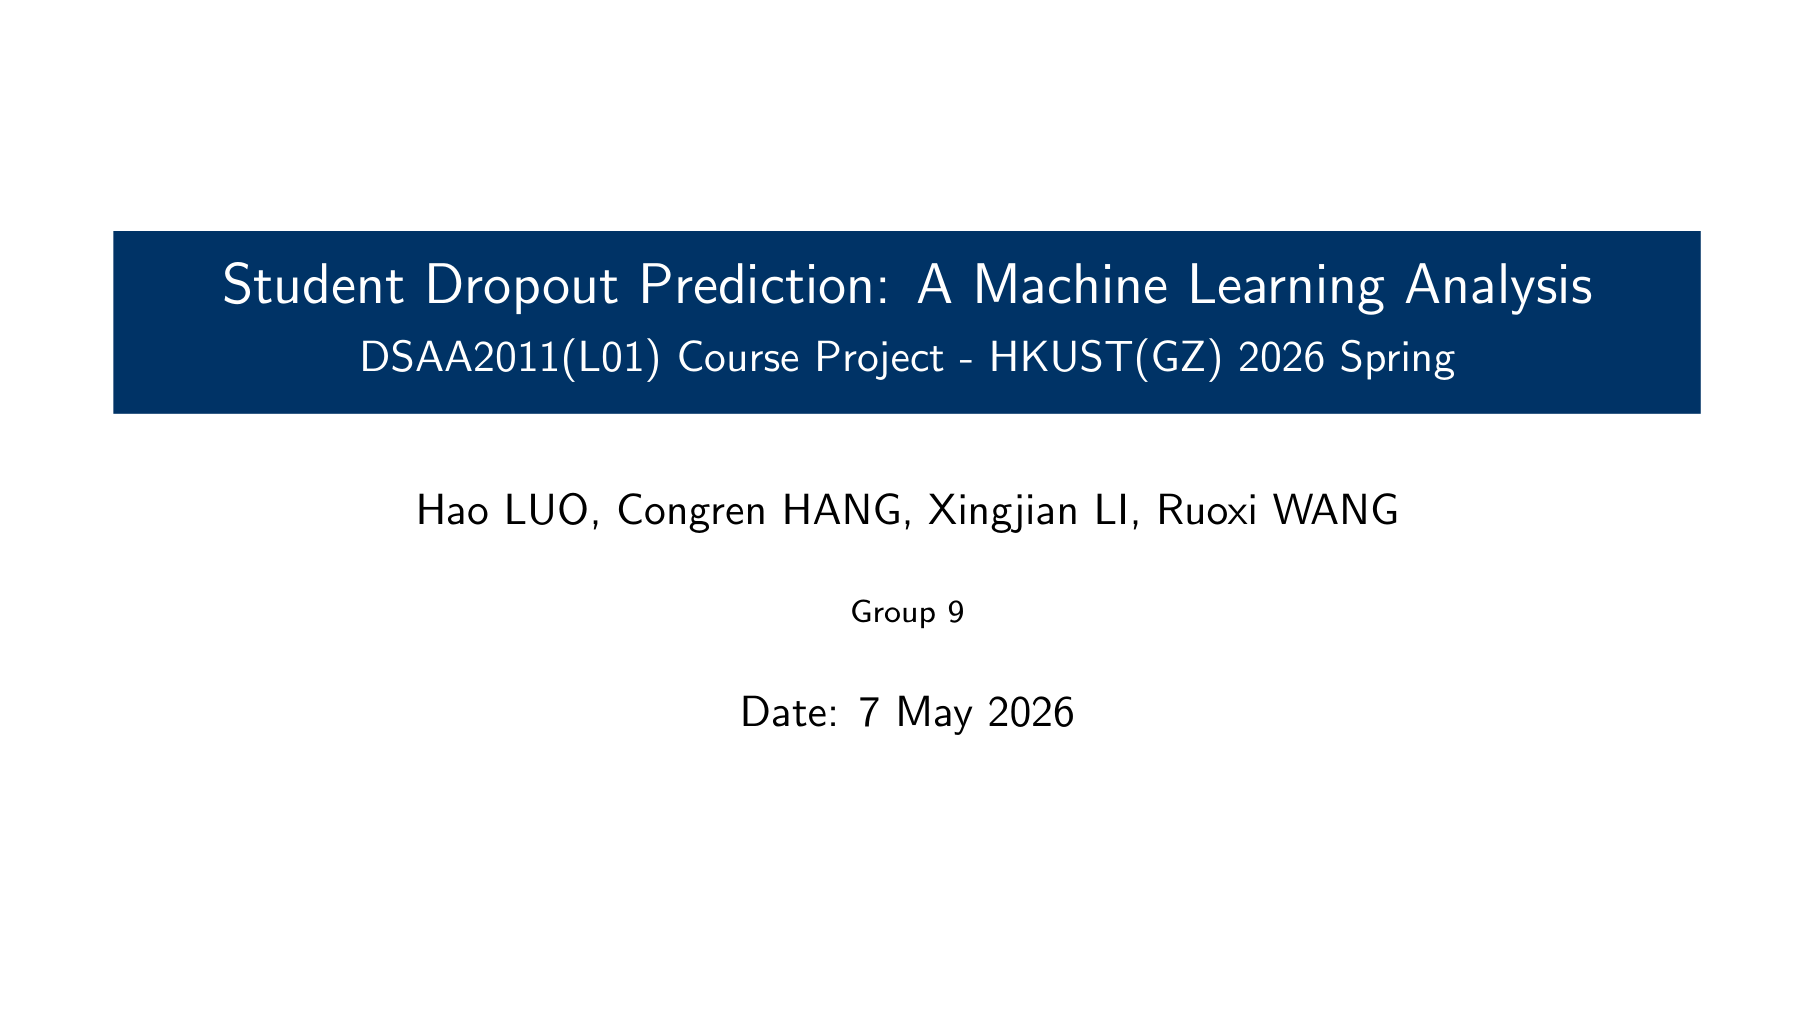 Student Dropout Prediction: A Machine Learning Analysis
DSAA2011(L01) Course Project - HKUST(GZ) 2026 Spring
Hao LUO, Congren HANG, Xingjian LI, Ruoxi WANG
Group 9
Date: 7 May 2026